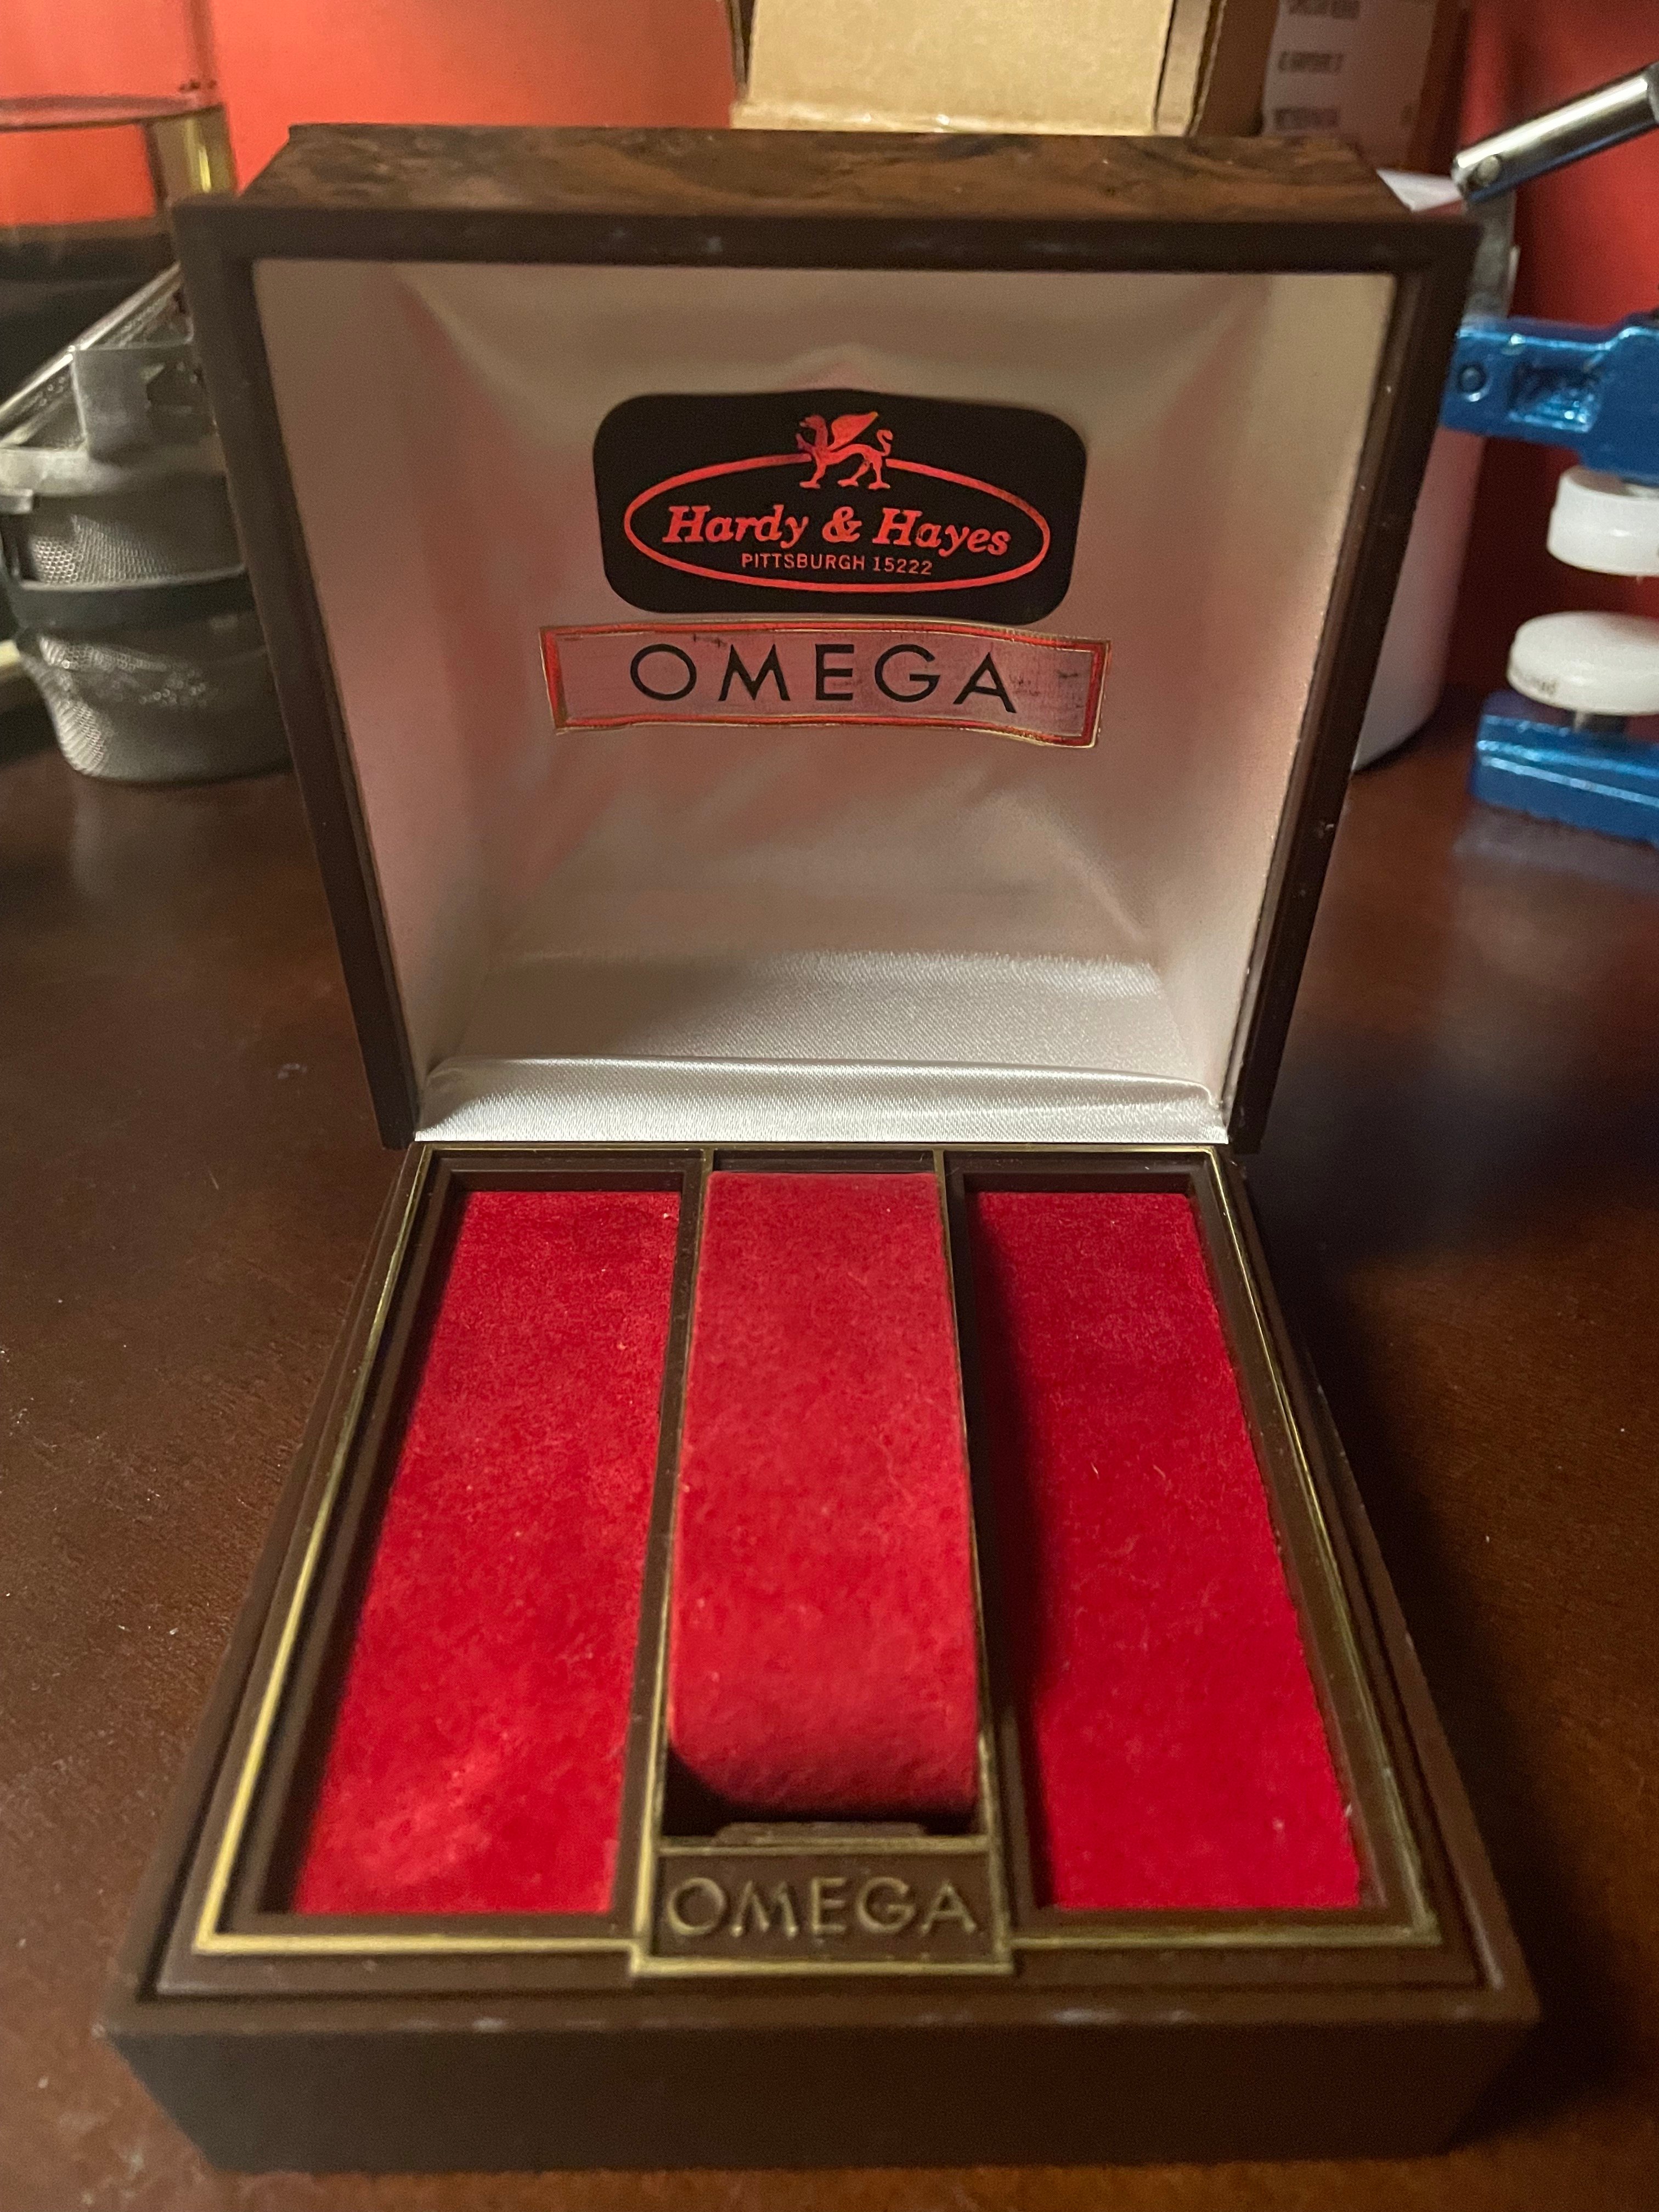 Hardy & Hayes
PITTSBURGH 15222
OMEGA
OMEGA